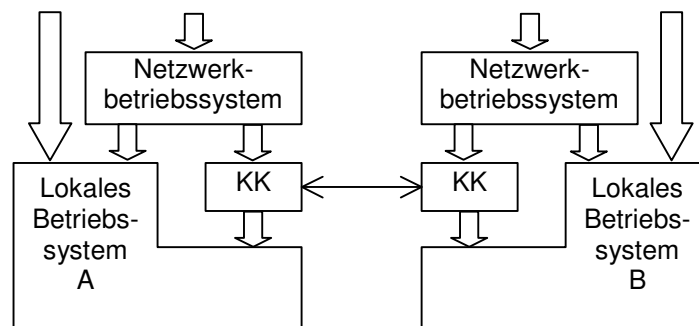 Netzwerk-
betriebssystem
Netzwerk-
betriebssystem
Lokales
Betriebs-
system
A
KK
KK
Lokales
Betriebs-
system
B